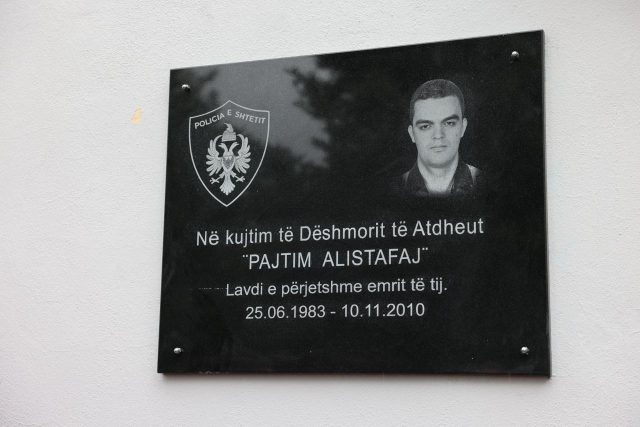 POLICIA E SHTETIT
Në kujtim të Dëshmorit të Atdheut
¨PAJTIM ALISTAFAJ¨
Lavdi e përjetshme emrit të tij.
25.06.1983 - 10.11.2010